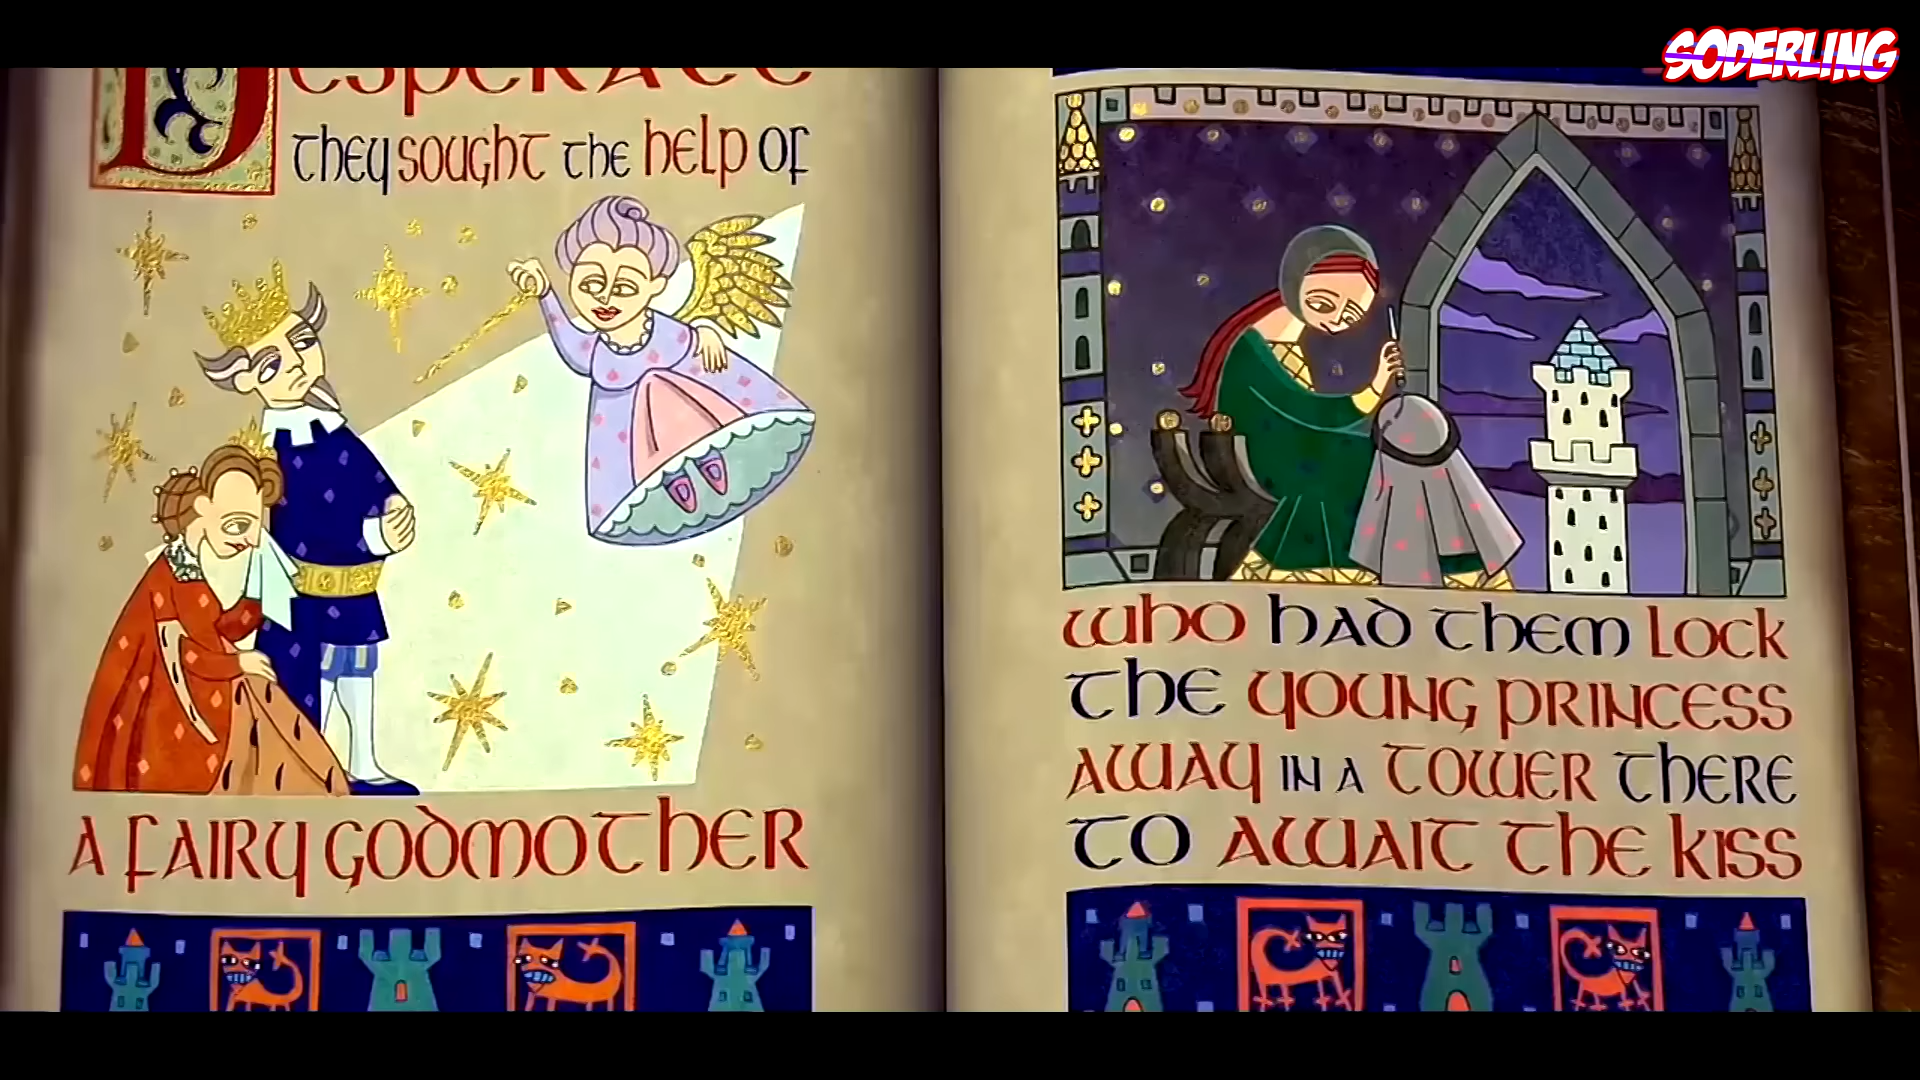 Desperate
they sought the help of
A fairy godmother
who had them lock
the young princess
away in a tower there
to await the kiss
SODERLING